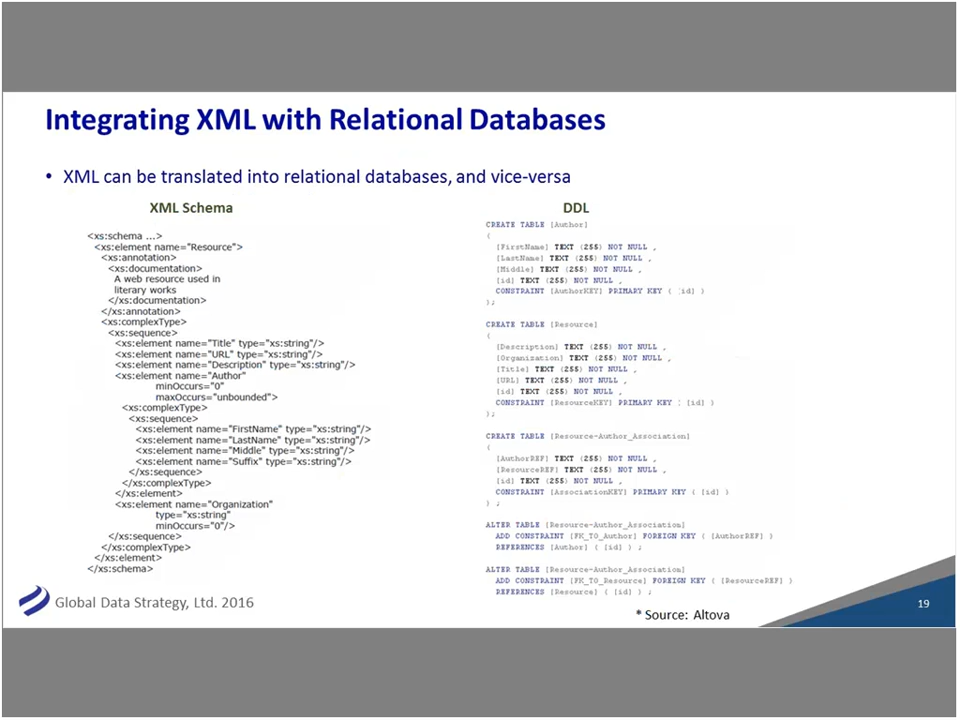 Integrating XML with Relational Databases
• XML can be translated into relational databases, and vice-versa
XML Schema
<xs:schema ...>
<xs:element name="Resource">
<xs:annotation>
<xs:documentation>
A web resource used in
literary works
</xs:documentation>
</xs:annotation>
<xs:complexType>
<xs:sequence>
<xs:element name="Title" type="xs:string"/>
<xs:element name="URL" type="xs:string"/>
<xs:element name="Description" type="xs:string"/>
<xs:element name="Author"
minOccurs="0"
maxOccurs="unbounded">
<xs:complexType>
<xs:sequence>
<xs:element name="FirstName" type="xs:string"/>
<xs:element name="LastName" type="xs:string"/>
<xs:element name="Middle" type="xs:string"/>
<xs:element name="Suffix" type="xs:string"/>
</xs:sequence>
</xs:complexType>
</xs:element>
<xs:element name="Organization"
type="xs:string"
minOccurs="0"/>
</xs:sequence>
</xs:complexType>
</xs:element>
</xs:schema>
DDL
CREATE TABLE [Author]
(
[FirstName] TEXT (255) NOT NULL ,
[LastName] TEXT (255) NOT NULL ,
[Middle] TEXT (255) NOT NULL ,
[id] TEXT (255) NOT NULL ,
CONSTRAINT [AuthorKEY] PRIMARY KEY ( [id] )
);
CREATE TABLE [Resource]
(
[Description] TEXT (255) NOT NULL ,
[Organization] TEXT (255) NOT NULL ,
[Title] TEXT (255) NOT NULL ,
[URL] TEXT (255) NOT NULL ,
[id] TEXT (255) NOT NULL ,
CONSTRAINT [ResourceKEY] PRIMARY KEY ( [id] )
);
CREATE TABLE [Resource-Author_Association]
(
[AuthorREF] TEXT (255) NOT NULL ,
[ResourceREF] TEXT (255) NOT NULL ,
[id] TEXT (255) NOT NULL ,
CONSTRAINT [AssociationKEY] PRIMARY KEY ( [id] )
) ;
ALTER TABLE [Resource-Author_Association]
ADD CONSTRAINT [FK_TO_Author] FOREIGN KEY ( [AuthorREF] )
REFERENCES [Author] ( [id] ) ;
ALTER TABLE [Resource-Author_Association]
ADD CONSTRAINT [FK_TO_Resource] FOREIGN KEY ( [ResourceREF] )
REFERENCES [Resource] ( [id] ) ;
Global Data Strategy, Ltd. 2016
* Source: Altova
19